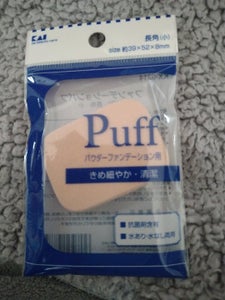 KAI
長角(小)
size 約39×52×8mm
Puff
パウダーファンデーション用
きめ細やか・清潔
■抗菌剤含有
■水あり・水なし両用